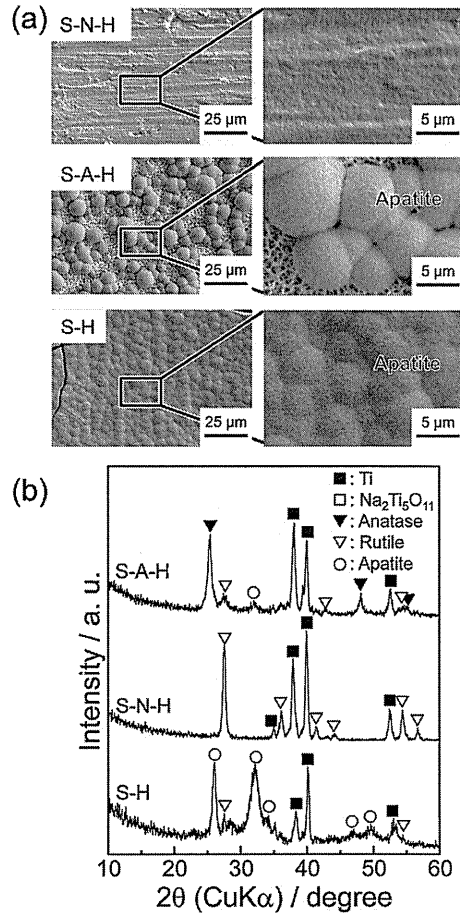 (a)
S-N-H
25 µm
5 µm
S-A-H
Apatite
25 µm
5 µm
S-H
Apatite
25 µm
5 µm
(b)
■: Ti
□: Na₂Ti₅O₁₁
▼: Anatase
▽: Rutile
○: Apatite
S-A-H
S-N-H
S-H
Intensity / a. u.
10 20 30 40 50 60
2θ (CuKα) / degree